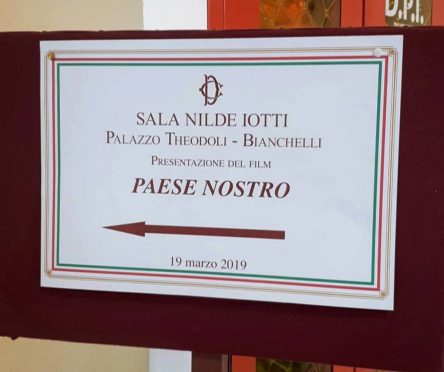 D.P.I.
SALA NILDE IOTTI
PALAZZO THEODOLI - BIANCHELLI
PRESENTAZIONE DEL FILM
PAESE NOSTRO
19 marzo 2019